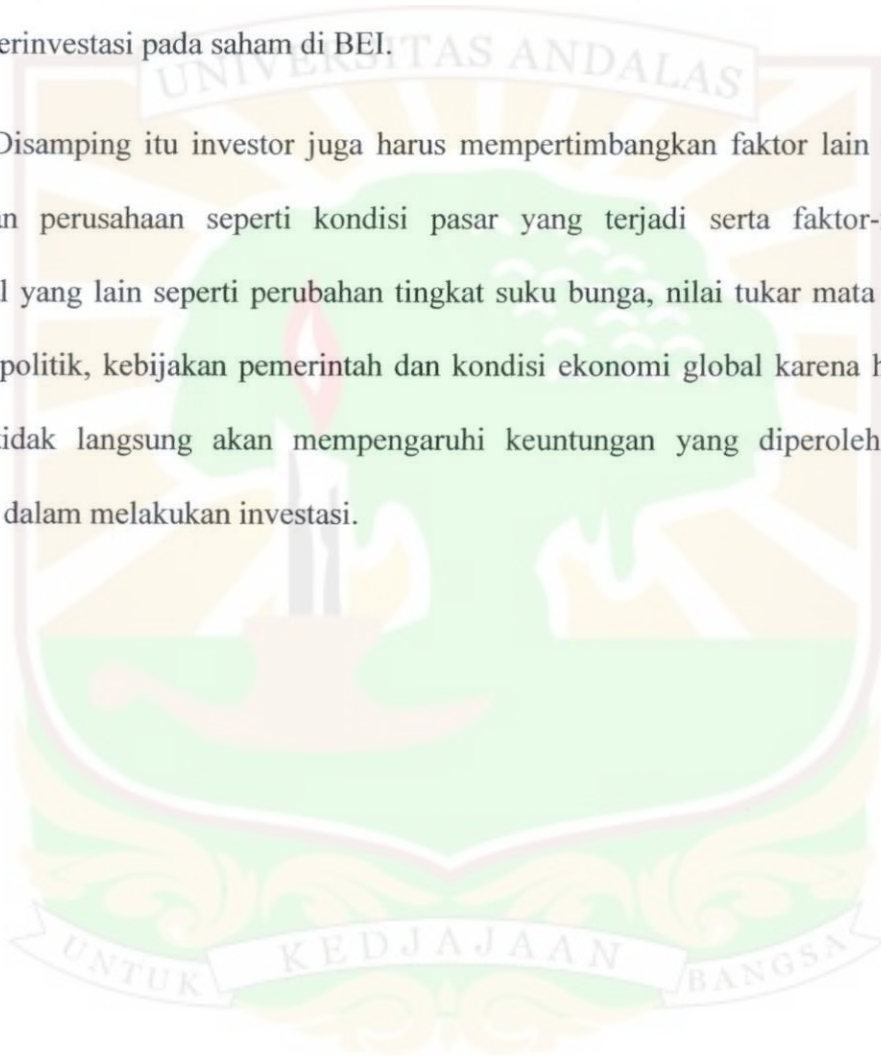 UNIVERSITAS ANDALAS
erinvestasi pada saham di BEI.
Disamping itu investor juga harus mempertimbangkan faktor lain
n perusahaan seperti kondisi pasar yang terjadi serta faktor-
l yang lain seperti perubahan tingkat suku bunga, nilai tukar mata
politik, kebijakan pemerintah dan kondisi ekonomi global karena h
tidak langsung akan mempengaruhi keuntungan yang diperoleh
dalam melakukan investasi.
UNTUK KEDJAJAAN BANGSA